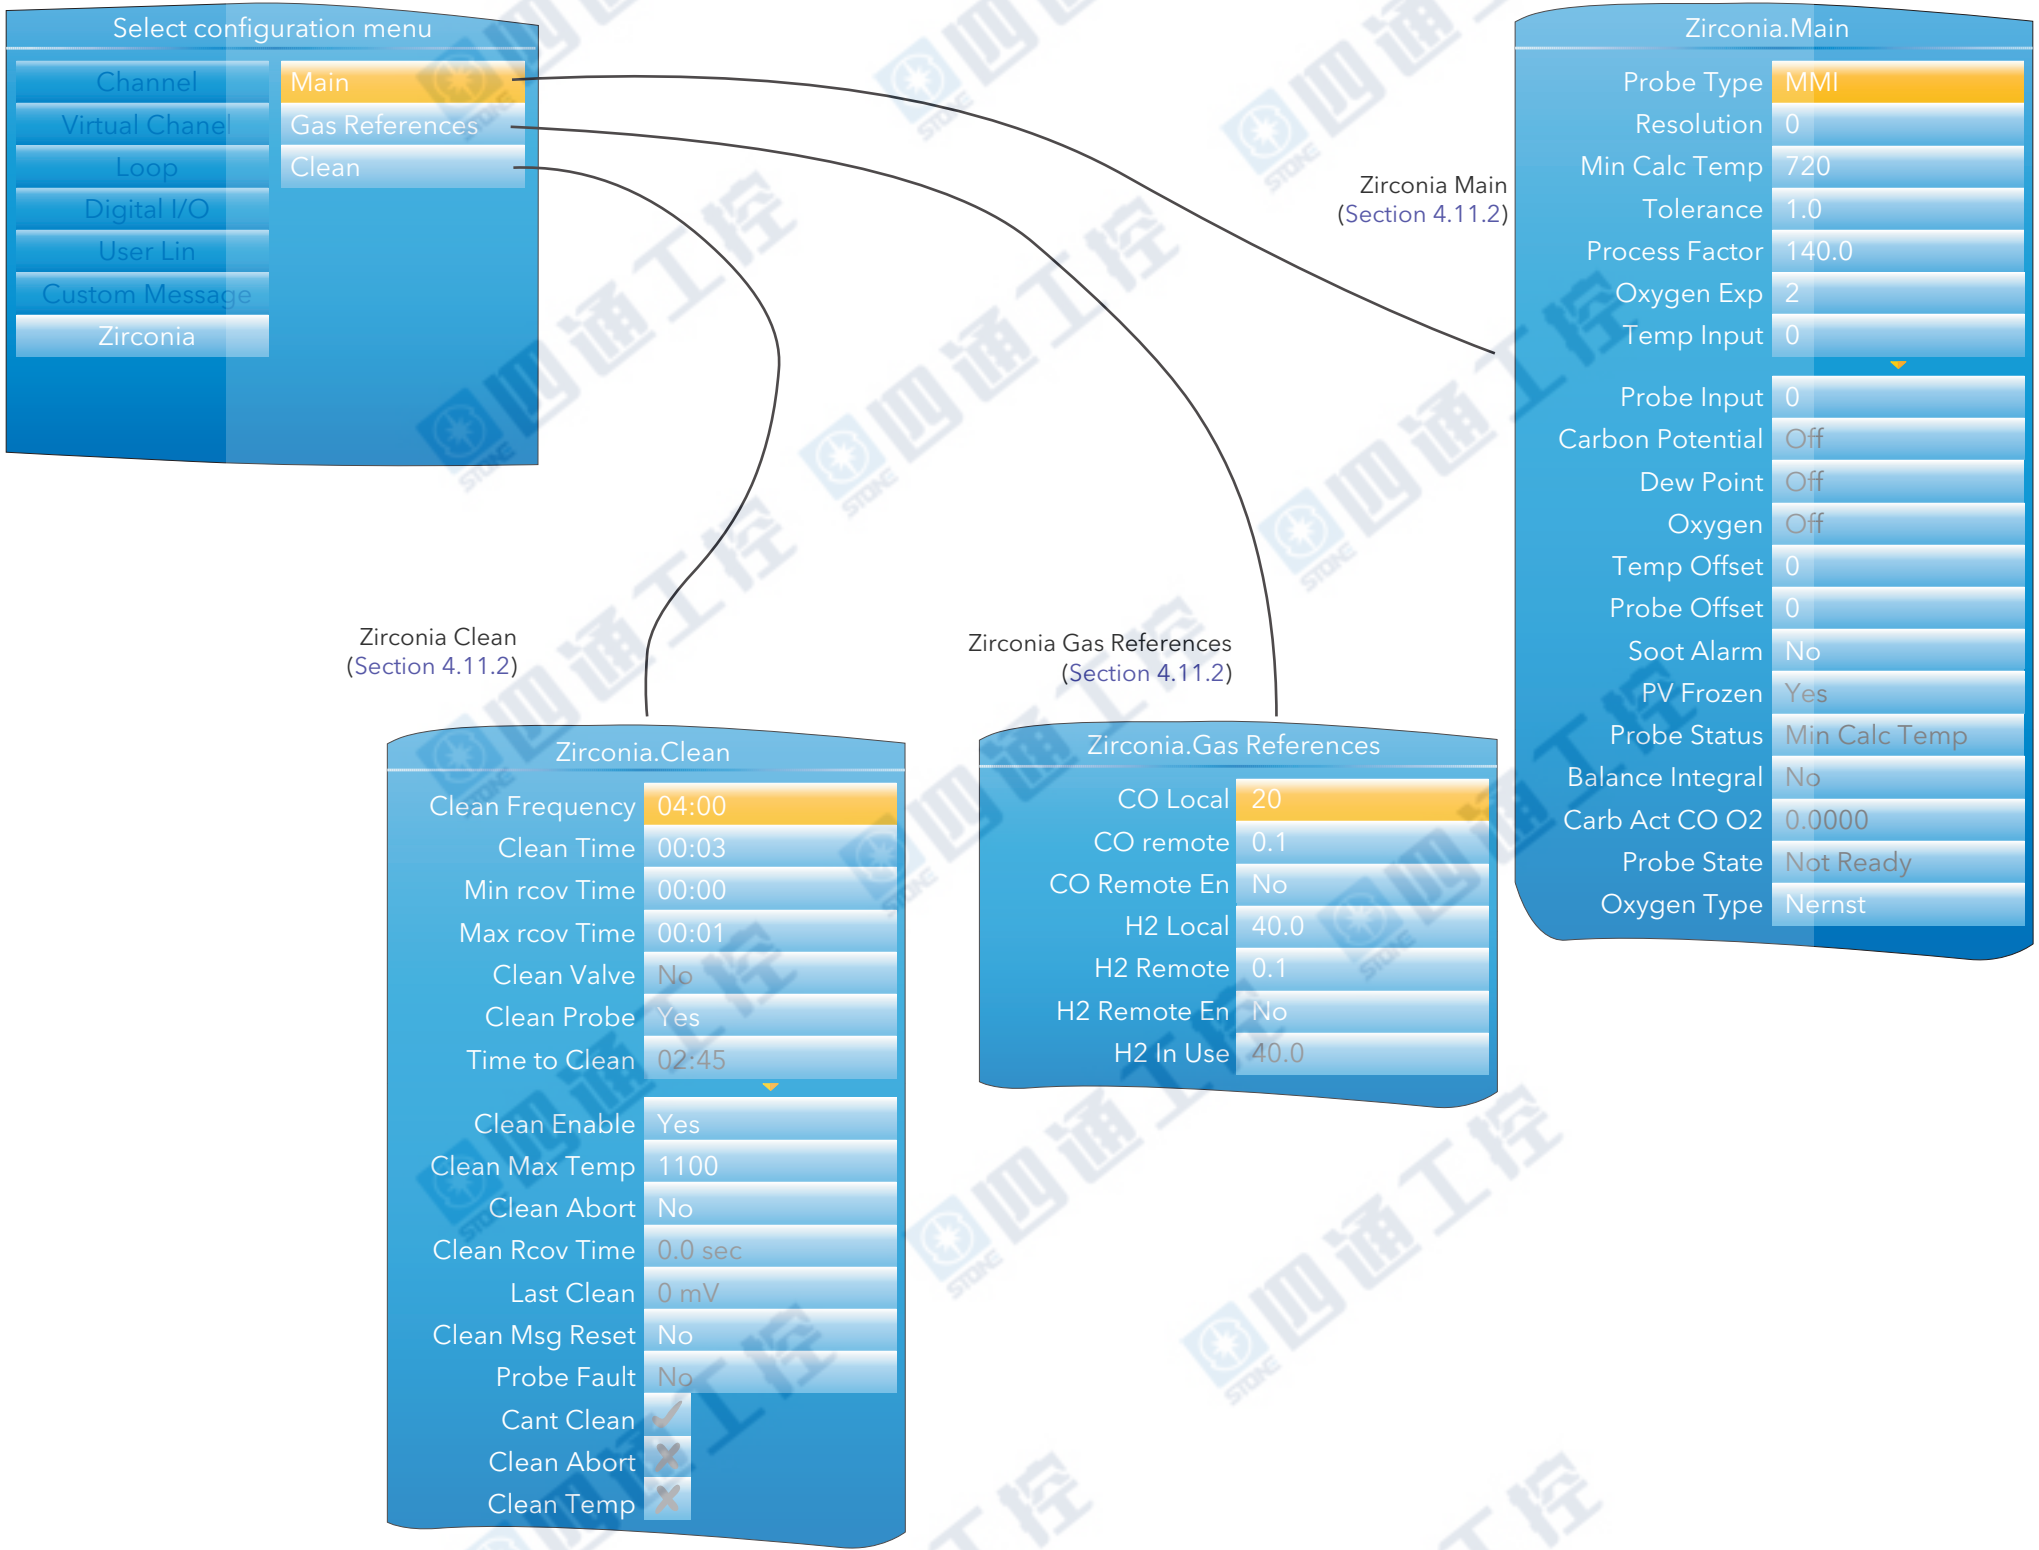 Select configuration menu
Channel
Virtual Chanel
Loop
Digital I/O
User Lin
Custom Message
Zirconia
Main
Gas References
Clean
Zirconia Main
(Section 4.11.2)
Zirconia.Main
Probe Type MMI
Resolution 0
Min Calc Temp 720
Tolerance 1.0
Process Factor 140.0
Oxygen Exp 2
Temp Input 0
Probe Input 0
Carbon Potential Off
Dew Point Off
Oxygen Off
Temp Offset 0
Probe Offset 0
Soot Alarm No
PV Frozen Yes
Probe Status Min Calc Temp
Balance Integral No
Carb Act CO O2 0.0000
Probe State Not Ready
Oxygen Type Nernst
Zirconia Clean
(Section 4.11.2)
Zirconia.Clean
Clean Frequency 04:00
Clean Time 00:03
Min rcov Time 00:00
Max rcov Time 00:01
Clean Valve No
Clean Probe Yes
Time to Clean 02:45
Clean Enable Yes
Clean Max Temp 1100
Clean Abort No
Clean Rcov Time 0.0 sec
Last Clean 0 mV
Clean Msg Reset No
Probe Fault No
Cant Clean
Clean Abort
Clean Temp
Zirconia Gas References
(Section 4.11.2)
Zirconia.Gas References
CO Local 20
CO remote 0.1
CO Remote En No
H2 Local 40.0
H2 Remote 0.1
H2 Remote En No
H2 In Use 40.0
四通工控
STONE